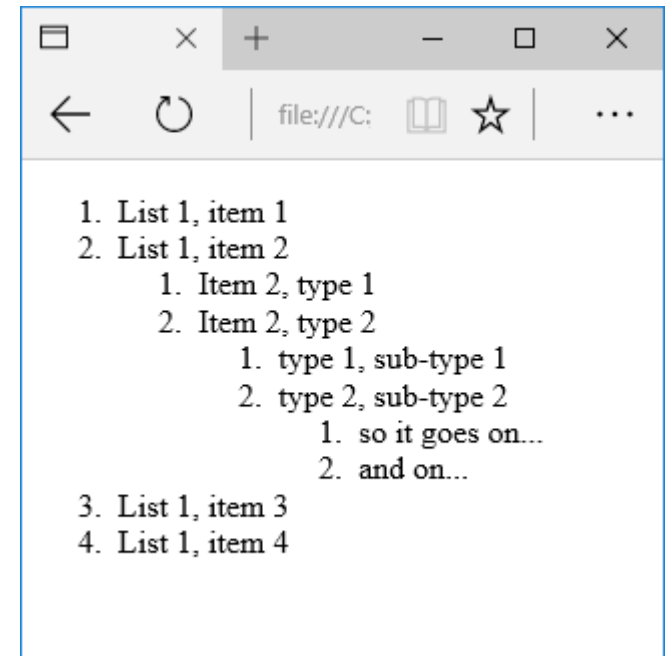 file:///C:
1. List 1, item 1
2. List 1, item 2
1. Item 2, type 1
2. Item 2, type 2
1. type 1, sub-type 1
2. type 2, sub-type 2
1. so it goes on...
2. and on...
3. List 1, item 3
4. List 1, item 4